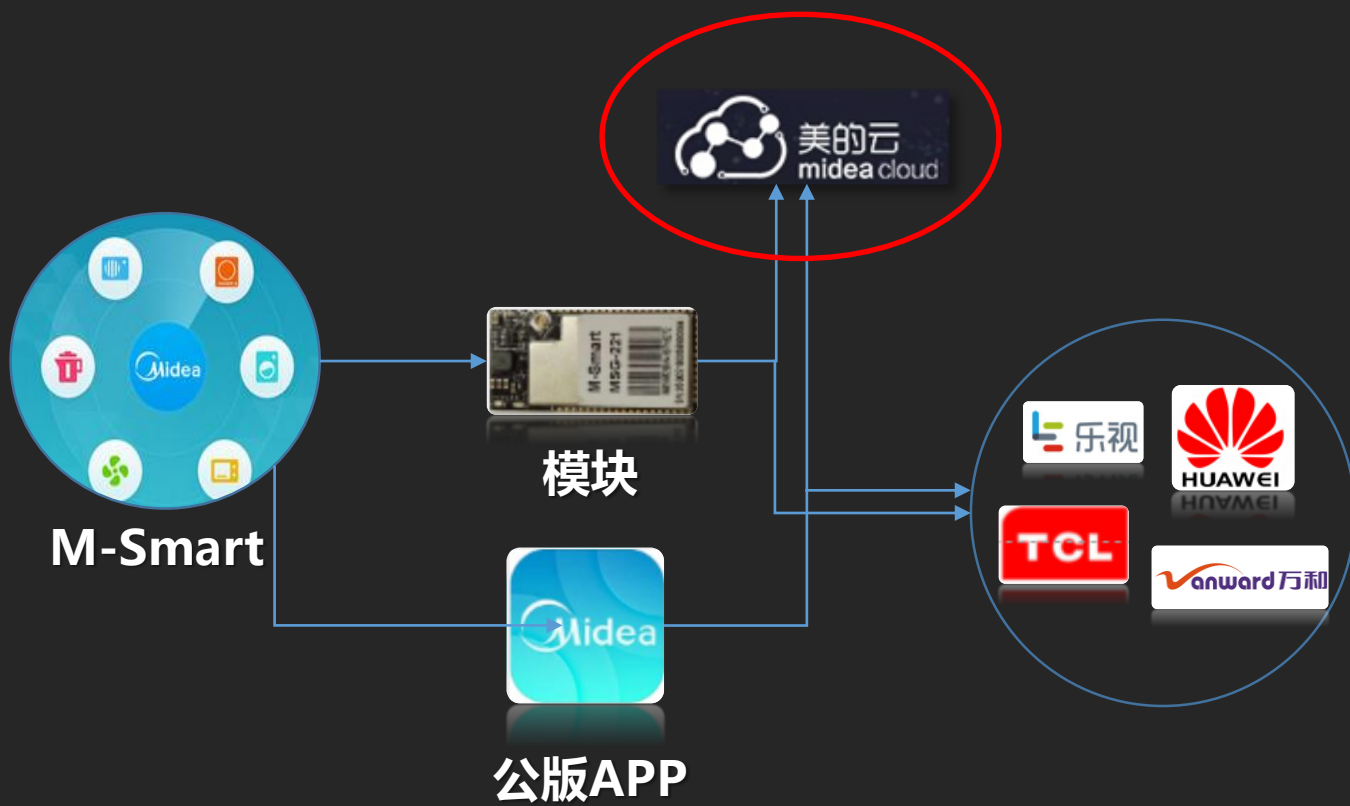 美的云
midea cloud
Midea
M-Smart
MSG-221
乐视
HUAWEI
模块
TCL
M-Smart
Vanward万和
Midea
公版APP